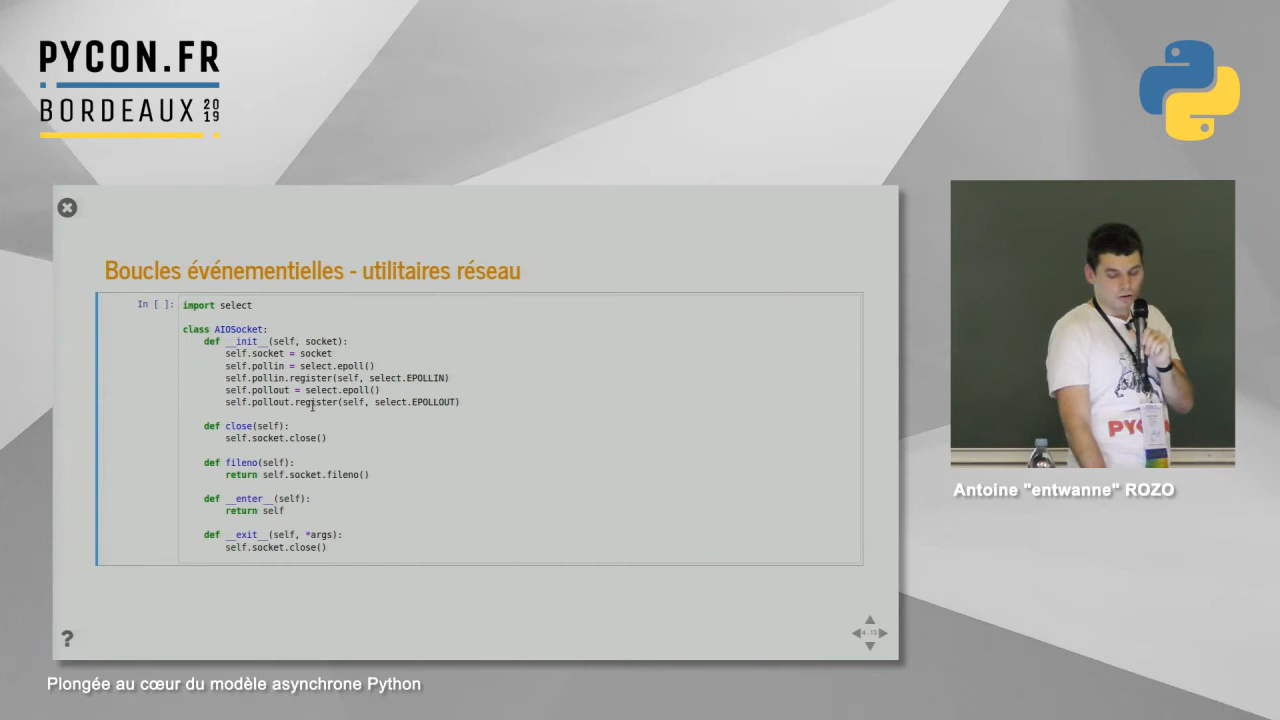 PYCON.FR
BORDEAUX 2019
Boucles événementielles - utilitaires réseau
In [ ]:
import select
class AIOSocket:
def __init__(self, socket):
self.socket = socket
self.pollin = select.epoll()
self.pollin.register(self, select.EPOLLIN)
self.pollout = select.epoll()
self.pollout.register(self, select.EPOLLOUT)
def close(self):
self.socket.close()
def fileno(self):
return self.socket.fileno()
def __enter__(self):
return self
def __exit__(self, *args):
self.socket.close()
?
4.13
PY N
Antoine "entwanne" ROZO
Plongée au cœur du modèle asynchrone Python